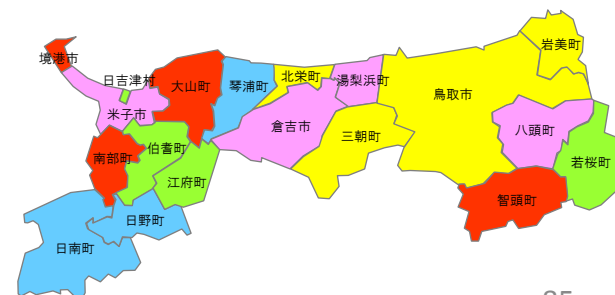 岩美町
境港市
日吉津村
大山町
琴浦町
北栄町
湯梨浜町
鳥取市
米子市
倉吉市
三朝町
八頭町
南部町
伯耆町
若桜町
江府町
智頭町
日野町
日南町